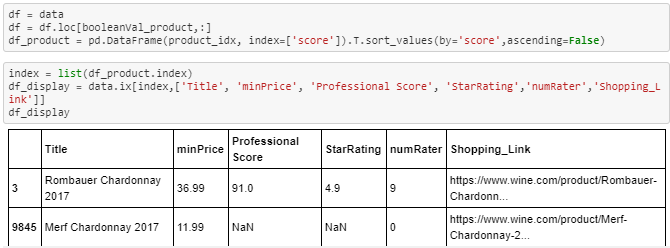 df = data
df = df.loc[booleanVal_product,:]
df_product = pd.DataFrame(product_idx, index=['score']).T.sort_values(by='score',ascending=False)
index = list(df_product.index)
df_display = data.ix[index,['Title', 'minPrice', 'Professional Score', 'StarRating','numRater','Shopping_L
ink']]
df_display
Title minPrice Professional Score StarRating numRater Shopping_Link
3 Rombauer Chardonnay 2017 36.99 91.0 4.9 9 https://www.wine.com/product/Rombauer-Chardonn...
9845 Merf Chardonnay 2017 11.99 NaN NaN 0 https://www.wine.com/product/Merf-Chardonnay-2...